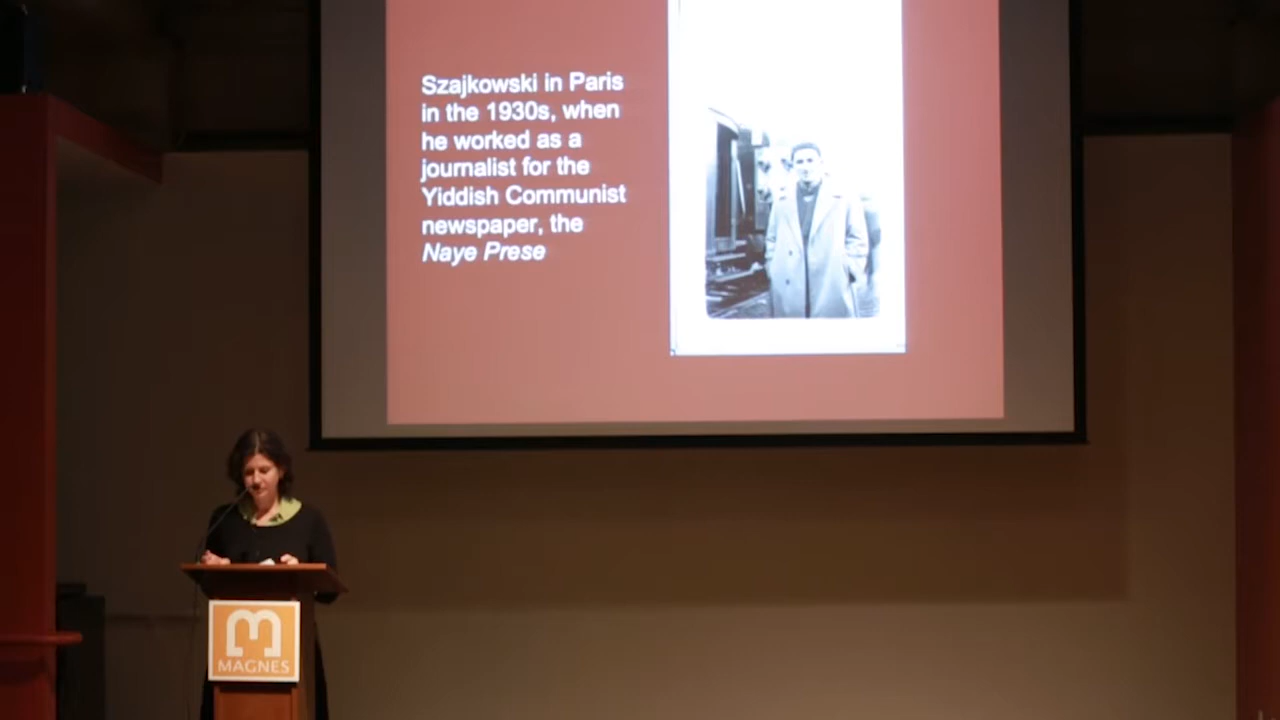 Szajkowski in Paris
in the 1930s, when
he worked as a
journalist for the
Yiddish Communist
newspaper, the
Naye Prese
MAGNES